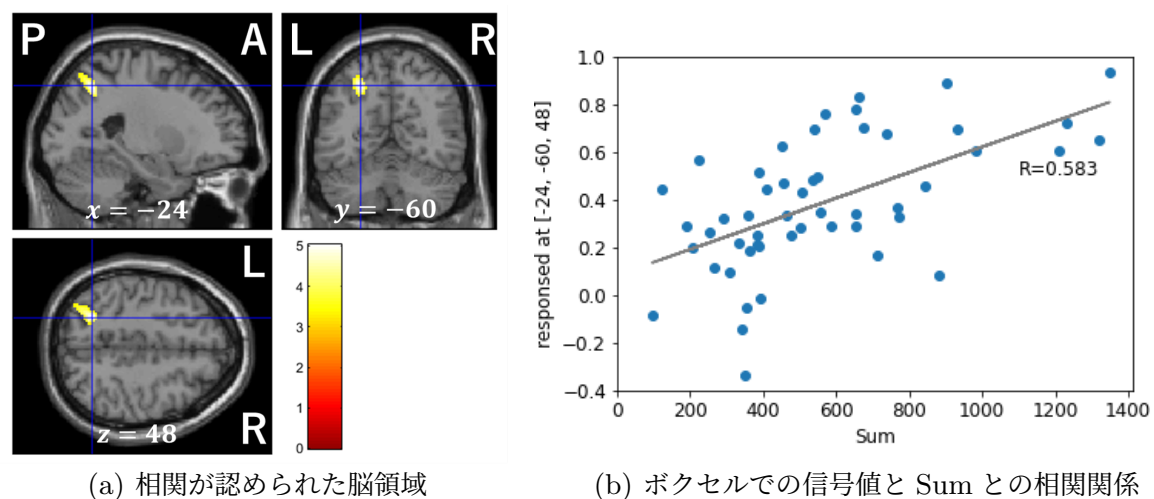 P A L R
x = −24
y = −60
L
R
z = 48
5
4
3
2
1
0
1.0
0.8
0.6
0.4
0.2
0.0
−0.2
−0.4
responsed at [-24, -60, 48]
R=0.583
0 200 400 600 800 1000 1200 1400
Sum
(a) 相関が認められた脳領域
(b) ボクセルでの信号値と Sum との相関関係